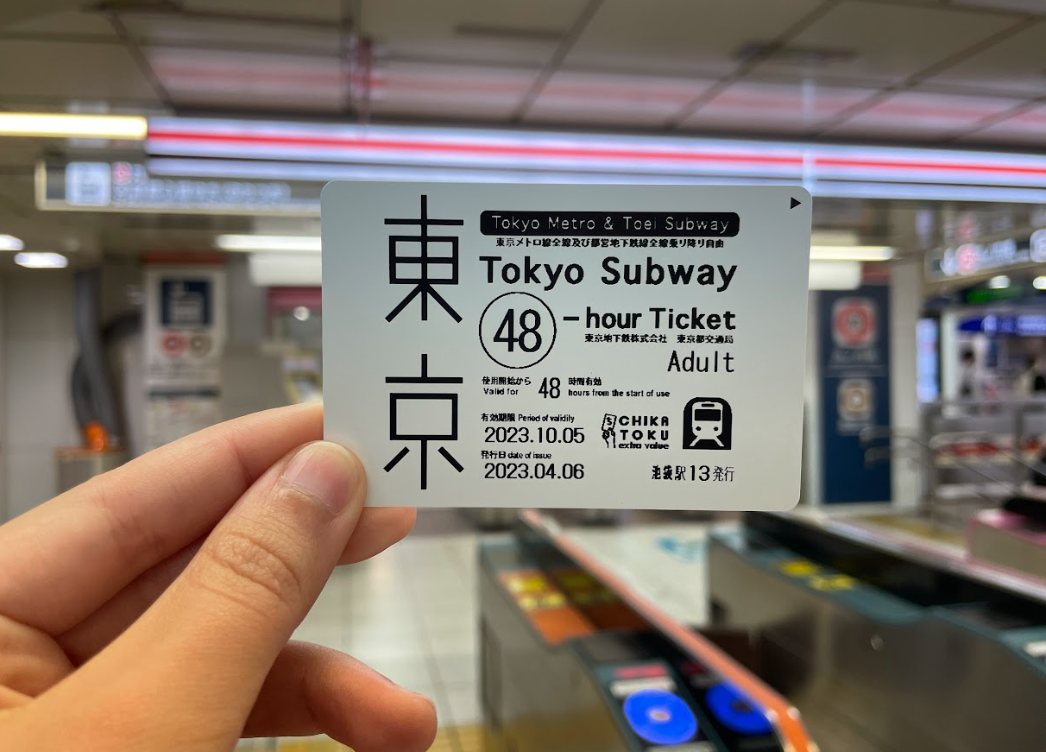 東京
Tokyo Metro & Toei Subway
東京メトロ線全線及び都営地下鉄線全線乗り降り自由
Tokyo Subway
48-hour Ticket
東京地下鉄株式会社 東京都交通局
Adult
使用開始から 48 時間有効
Valid for 48 hours from the start of use
有効期限 Period of validity
2023.10.05
CHIKA
TOKU
extra value
発行日 date of issue
2023.04.06
池袋駅13発行